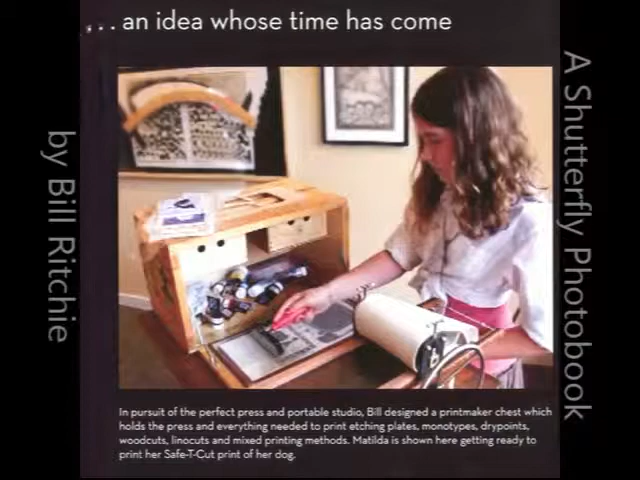 ... an idea whose time has come
by Bill Ritchie
A Shutterfly Photobook
In pursuit of the perfect press and portable studio, Bill designed a printmaker chest which
holds the press and everything needed to print etching plates, monotypes, drypoints,
woodcuts, linocuts and mixed printing methods. Matilda is shown here getting ready to
print her Safe-T-Cut print of her dog.